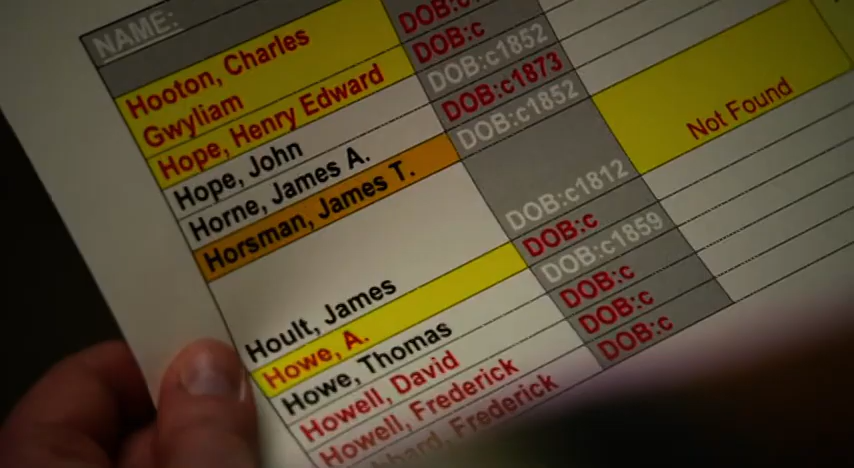 NAME:
Hooton, Charles
Gwyliam DOB:c
Hope, Henry Edward DOB:c
Hope, John DOB:c1852
Horne, James A. DOB:c1873
Horsman, James T. DOB:c1852
Hoult, James DOB:c1812 Not Found
Howe, A. DOB:c
Howe, Thomas DOB:c1859
Howell, David DOB:c
Howell, Frederick DOB:c
Frederick DOB:c